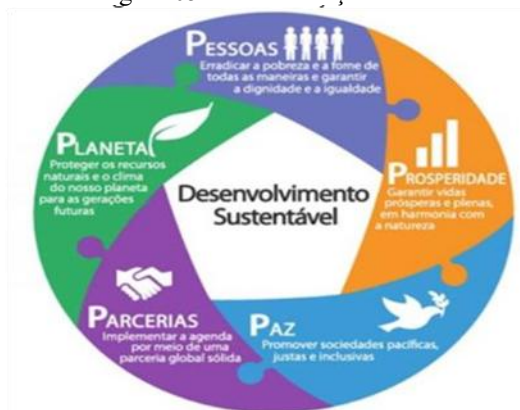 PESSOAS
Erradicar a pobreza e a fome de
todas as maneiras e garantir
a dignidade e a igualdade
PLANETA
Proteger os recursos
naturais e o clima
do nosso planeta
para as gerações
futuras
PROSPERIDADE
Garantir vidas
prósperas e plenas,
em harmonia com
a natureza
Desenvolvimento
Sustentável
PARCERIAS
Implementar a agenda
por meio de uma
parceria global sólida
PAZ
Promover sociedades pacíficas,
justas e inclusivas